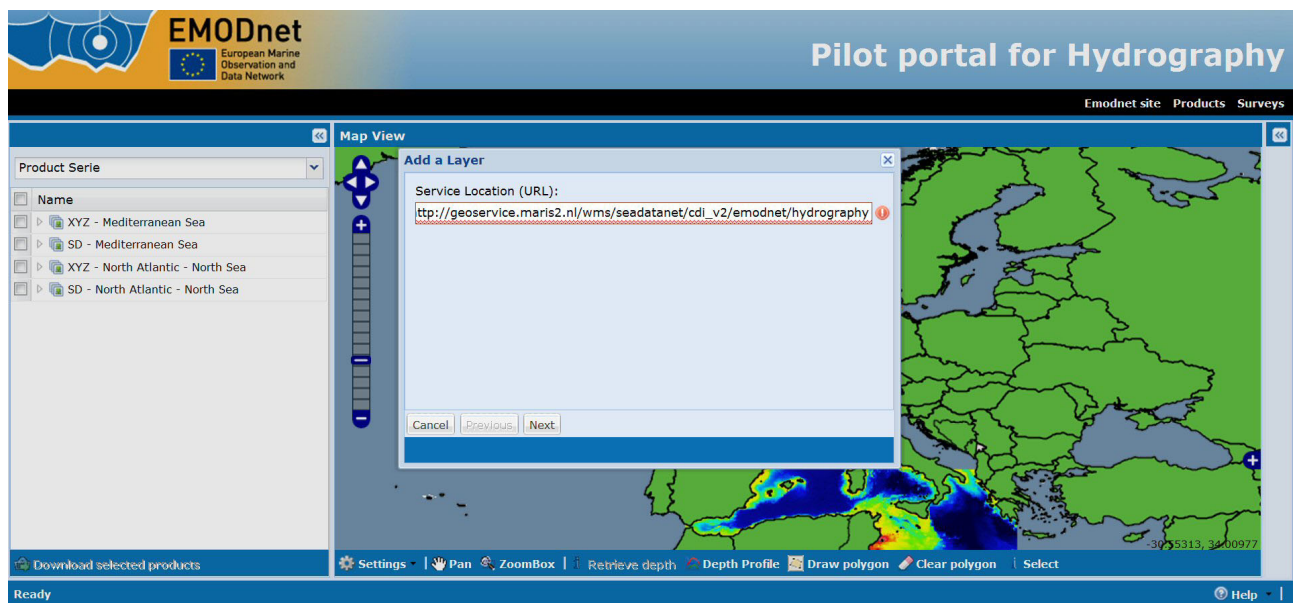 EMODnet
European Marine
Observation and
Data Network
Pilot portal for Hydrography
Emodnet site Products Surveys
Map View
Product Serie
Name
XYZ - Mediterranean Sea
SD - Mediterranean Sea
XYZ - North Atlantic - North Sea
SD - North Atlantic - North Sea
Add a Layer
Service Location (URL):
ttp://geoservice.maris2.nl/wms/seadatanet/cdi_v2/emodnet/hydrography
Cancel Previous Next
-30.55313, 34.00977
Download selected products
Settings Pan ZoomBox Retrieve depth Depth Profile Draw polygon Clear polygon Select
Ready
Help